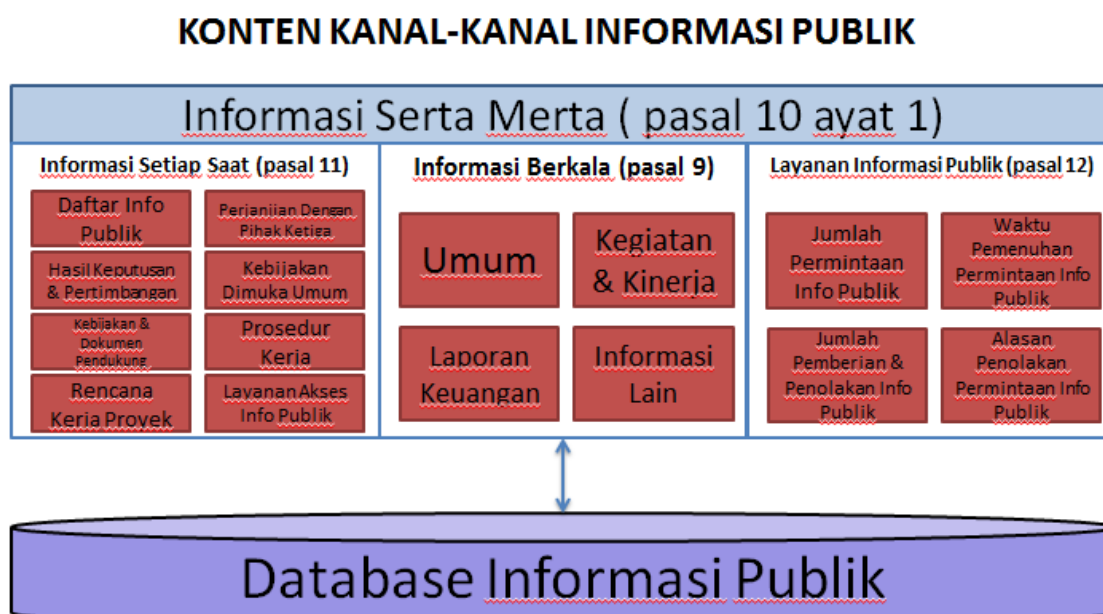 KONTEN KANAL-KANAL INFORMASI PUBLIK
Informasi Serta Merta ( pasal 10 ayat 1)
Informasi Setiap Saat (pasal 11)
Daftar Info
Publik
Perjanjian Dengan
Pihak Ketiga
Hasil Keputusan
& Pertimbangan
Kebijakan
Dimuka Umum
Kebijakan &
Dokumen
Pendukung
Prosedur
Kerja
Rencana
Kerja Proyek
Layanan Akses
Info Publik
Informasi Berkala (pasal 9)
Umum
Kegiatan
& Kinerja
Laporan
Keuangan
Informasi
Lain
Layanan Informasi Publik (pasal 12)
Jumlah
Permintaan
Info Publik
Waktu
Pemenuhan
Permintaan Info
Publik
Jumlah
Pemberian &
Penolakan Info
Publik
Alasan
Penolakan
Permintaan Info
Publik
Database Informasi Publik